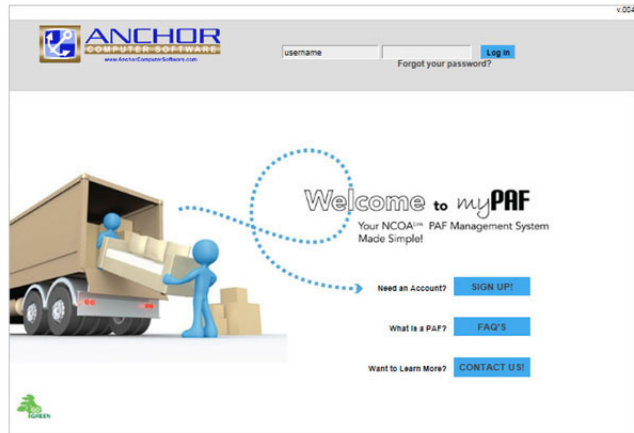 v.004
ANCHOR
COMPUTER SOFTWARE
www.AnchorComputerSoftware.com
username
Log In
Forgot your password?
Welcome to myPAF
Your NCOALink PAF Management System
Made Simple!
Need an Account? SIGN UP!
What is a PAF? FAQ'S
Want to Learn More? CONTACT US!
GREEN